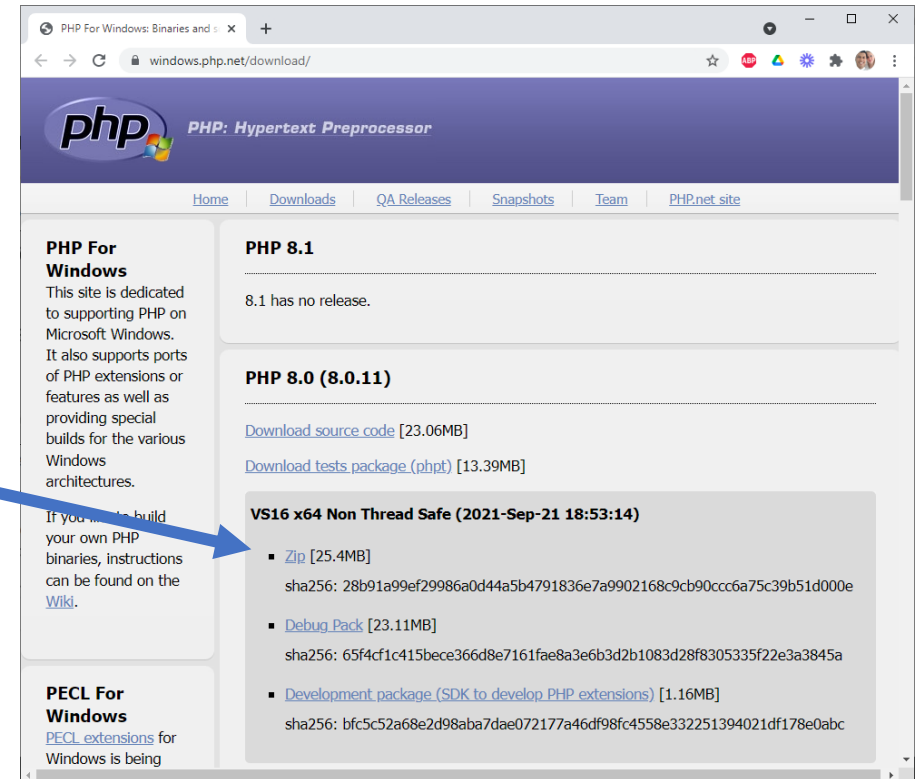 PHP For Windows: Binaries and s
windows.php.net/download/
ABP
php
PHP: Hypertext Preprocessor
Home
Downloads
QA Releases
Snapshots
Team
PHP.net site
PHP For
Windows
This site is dedicated
to supporting PHP on
Microsoft Windows.
It also supports ports
of PHP extensions or
features as well as
providing special
builds for the various
Windows
architectures.
If you like to build
your own PHP
binaries, instructions
can be found on the
Wiki.
PECL For
Windows
PECL extensions for
Windows is being
PHP 8.1
8.1 has no release.
PHP 8.0 (8.0.11)
Download source code [23.06MB]
Download tests package (phpt) [13.39MB]
VS16 x64 Non Thread Safe (2021-Sep-21 18:53:14)
Zip [25.4MB]
sha256: 28b91a99ef29986a0d44a5b4791836e7a9902168c9cb90ccc6a75c39b51d000e
Debug Pack [23.11MB]
sha256: 65f4cf1c415bece366d8e7161fae8a3e6b3d2b1083d28f8305335f22e3a3845a
Development package (SDK to develop PHP extensions) [1.16MB]
sha256: bfc5c52a68e2d98aba7dae072177a46df98fc4558e332251394021df178e0abc